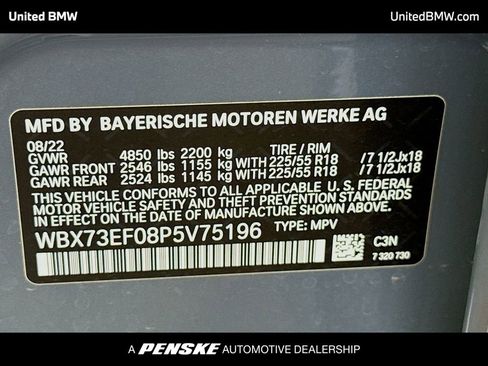 United BMW
UnitedBMW.com
MFD BY BAYERISCHE MOTOREN WERKE AG
08/22
GVWR 4850 lbs 2200 kg TIRE / RIM
GAWR FRONT 2546 lbs 1155 kg WITH 225/55 R18 /7 1/2Jx18
GAWR REAR 2524 lbs 1145 kg WITH 225/55 R18 /7 1/2Jx18
THIS VEHICLE CONFORMS TO ALL APPLICABLE U.S. FEDERAL
MOTOR VEHICLE SAFETY AND THEFT PREVENTION STANDARDS
IN EFFECT ON THE DATE OF MANUFACTURE SHOWN ABOVE.
WBX73EF08P5V75196 TYPE: MPV
C3N
7 320 730
A PENSKE AUTOMOTIVE DEALERSHIP